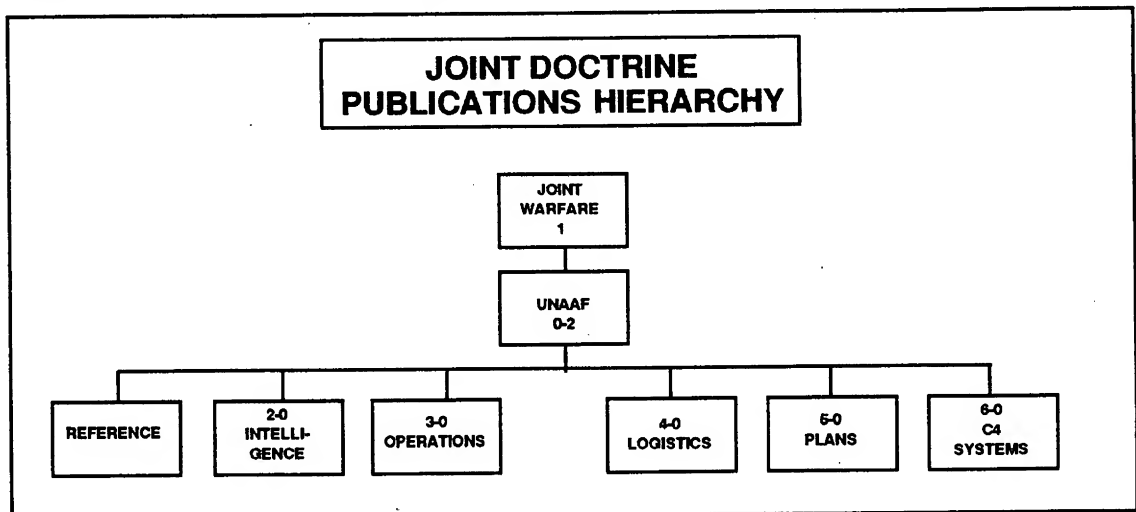 JOINT DOCTRINE
PUBLICATIONS HIERARCHY
JOINT
WARFARE
1
UNAAF
0-2
REFERENCE
2-0
INTELLI-
GENCE
3-0
OPERATIONS
4-0
LOGISTICS
5-0
PLANS
6-0
C4
SYSTEMS